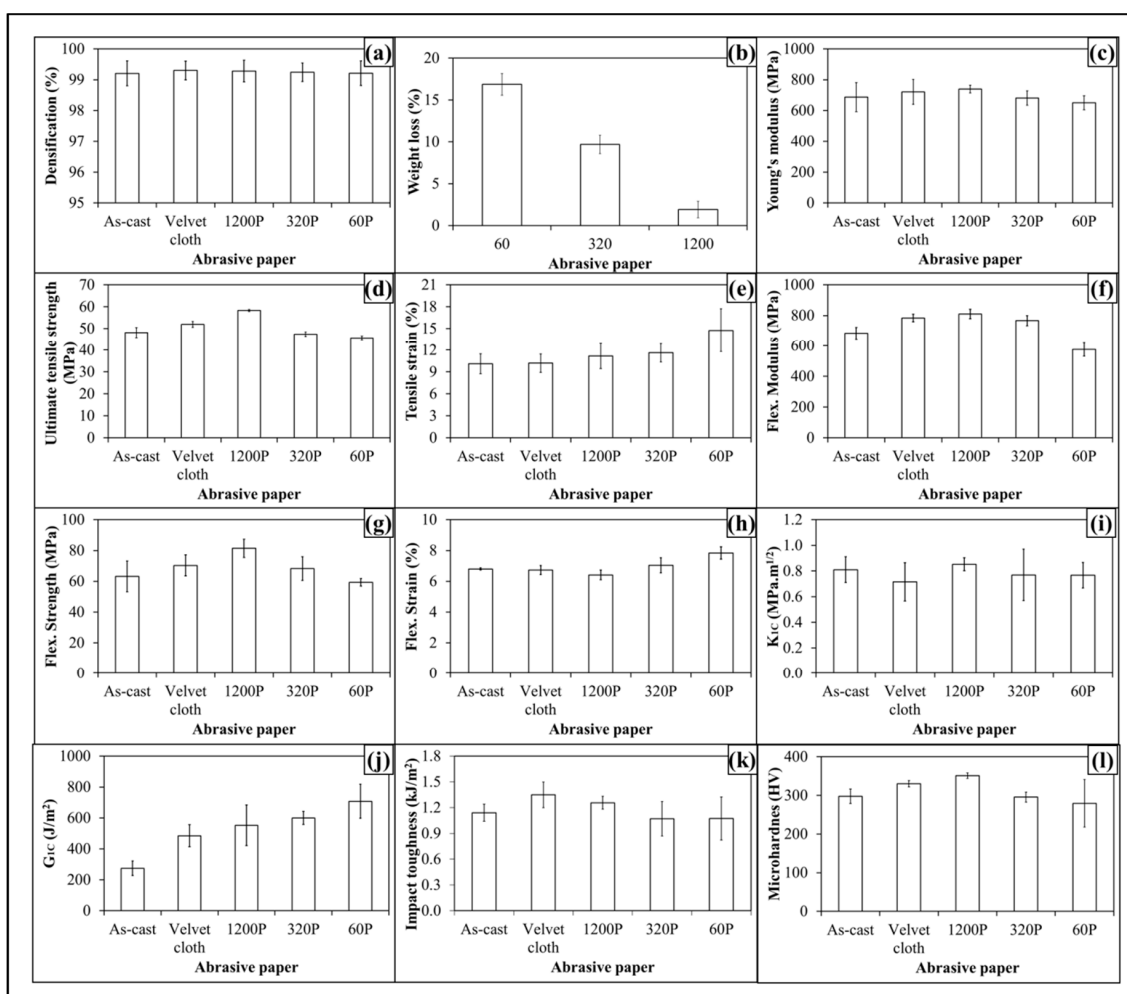 (a)
Densification (%)
100
99
98
97
96
95
As-cast Velvet cloth 1200P 320P 60P
Abrasive paper
(b)
Weight loss (%)
20
15
10
5
0
60 320 1200
Abrasive paper
(c)
Young's modulus (MPa)
1000
800
600
400
200
0
As-cast Velvet cloth 1200P 320P 60P
Abrasive paper
(d)
Ultimate tensile strength
(MPa)
70
60
50
40
30
20
10
0
As-cast Velvet cloth 1200P 320P 60P
Abrasive paper
(e)
Tensile strain (%)
21
18
15
12
9
6
3
0
As-cast Velvet cloth 1200P 320P 60P
Abrasive paper
(f)
Flex. Modulus (MPa)
1000
800
600
400
200
0
As-cast Velvet cloth 1200P 320P 60P
Abrasive paper
(g)
Flex. Strength (MPa)
100
80
60
40
20
0
As-cast Velvet cloth 1200P 320P 60P
Abrasive paper
(h)
Flex. Strain (%)
10
8
6
4
2
0
As-cast Velvet cloth 1200P 320P 60P
Abrasive paper
(i)
K1C (MPa.m1/2)
1.2
1.0
0.8
0.6
0.4
0.2
0.0
As-cast Velvet cloth 1200P 320P 60P
Abrasive paper
(j)
G1C (J/m2)
1000
800
600
400
200
0
As-cast Velvet cloth 1200P 320P 60P
Abrasive paper
(k)
Impact toughness (kJ/m2)
1.8
1.5
1.2
0.9
0.6
0.3
0.0
As-cast Velvet cloth 1200P 320P 60P
Abrasive paper
(l)
Microhardnes (HV)
400
300
200
100
0
As-cast Velvet cloth 1200P 320P 60P
Abrasive paper